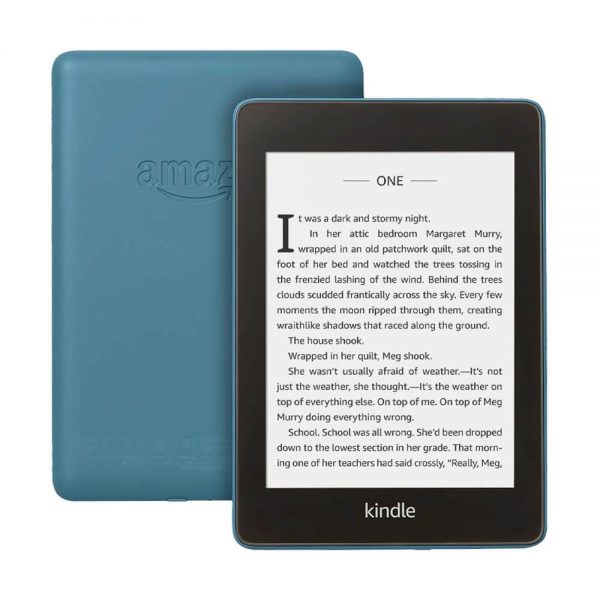 amaz
ONE
It was a dark and stormy night.
In her attic bedroom Margaret Murry,
wrapped in an old patchwork quilt, sat on the
foot of her bed and watched the trees tossing in
the frenzied lashing of the wind. Behind the trees
clouds scudded frantically across the sky. Every few
moments the moon ripped through them, creating
wraithlike shadows that raced along the ground.
The house shook.
Wrapped in her quilt, Meg shook.
She wasn't usually afraid of weather.—It's not
just the weather, she thought.—It's the weather on
top of everything else. On top of me. On top of Meg
Murry doing everything wrong.
School. School was all wrong. She'd been dropped
down to the lowest section in her grade. That morn-
ing one of her teachers had said crossly, “Really, Meg,
kindle